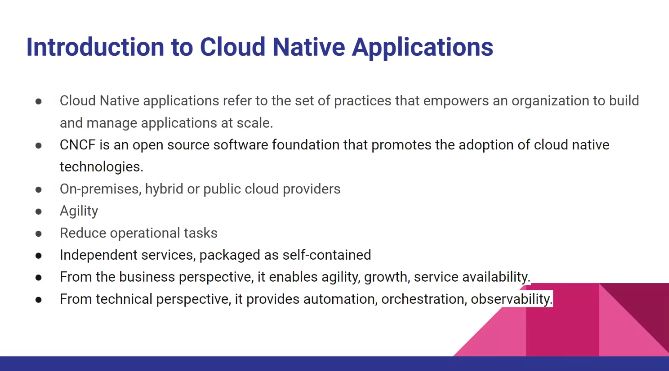 Introduction to Cloud Native Applications
● Cloud Native applications refer to the set of practices that empowers an organization to build
and manage applications at scale.
● CNCF is an open source software foundation that promotes the adoption of cloud native
technologies.
● On-premises, hybrid or public cloud providers
● Agility
● Reduce operational tasks
● Independent services, packaged as self-contained
● From the business perspective, it enables agility, growth, service availability.
● From technical perspective, it provides automation, orchestration, observability.